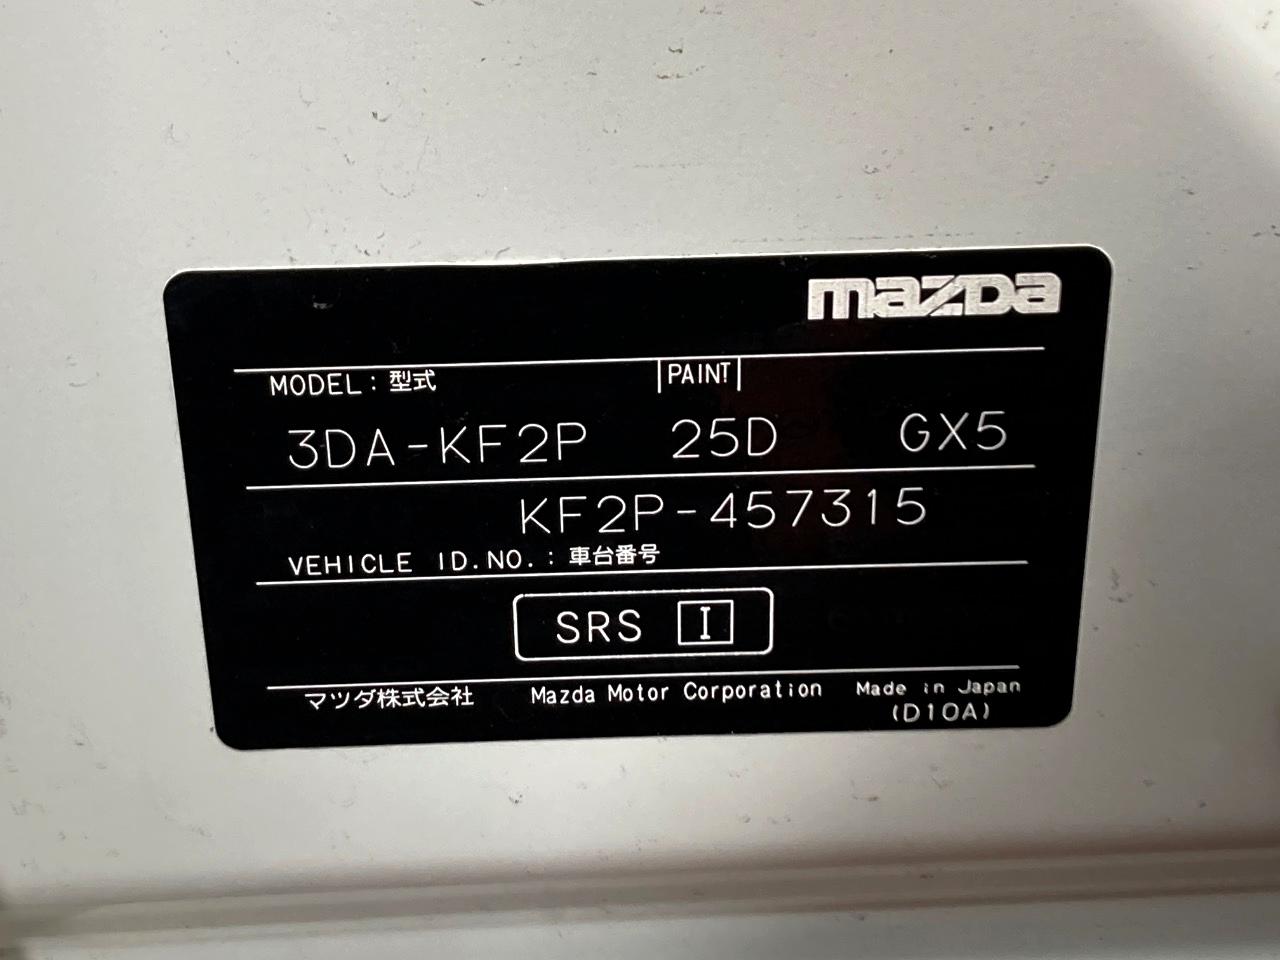 mazda
MODEL : 型式 PAINT
3DA-KF2P 25D GX5
KF2P-457315
VEHICLE ID.NO. : 車台番号
SRS I
マツダ株式会社 Mazda Motor Corporation Made in Japan
(D10A)